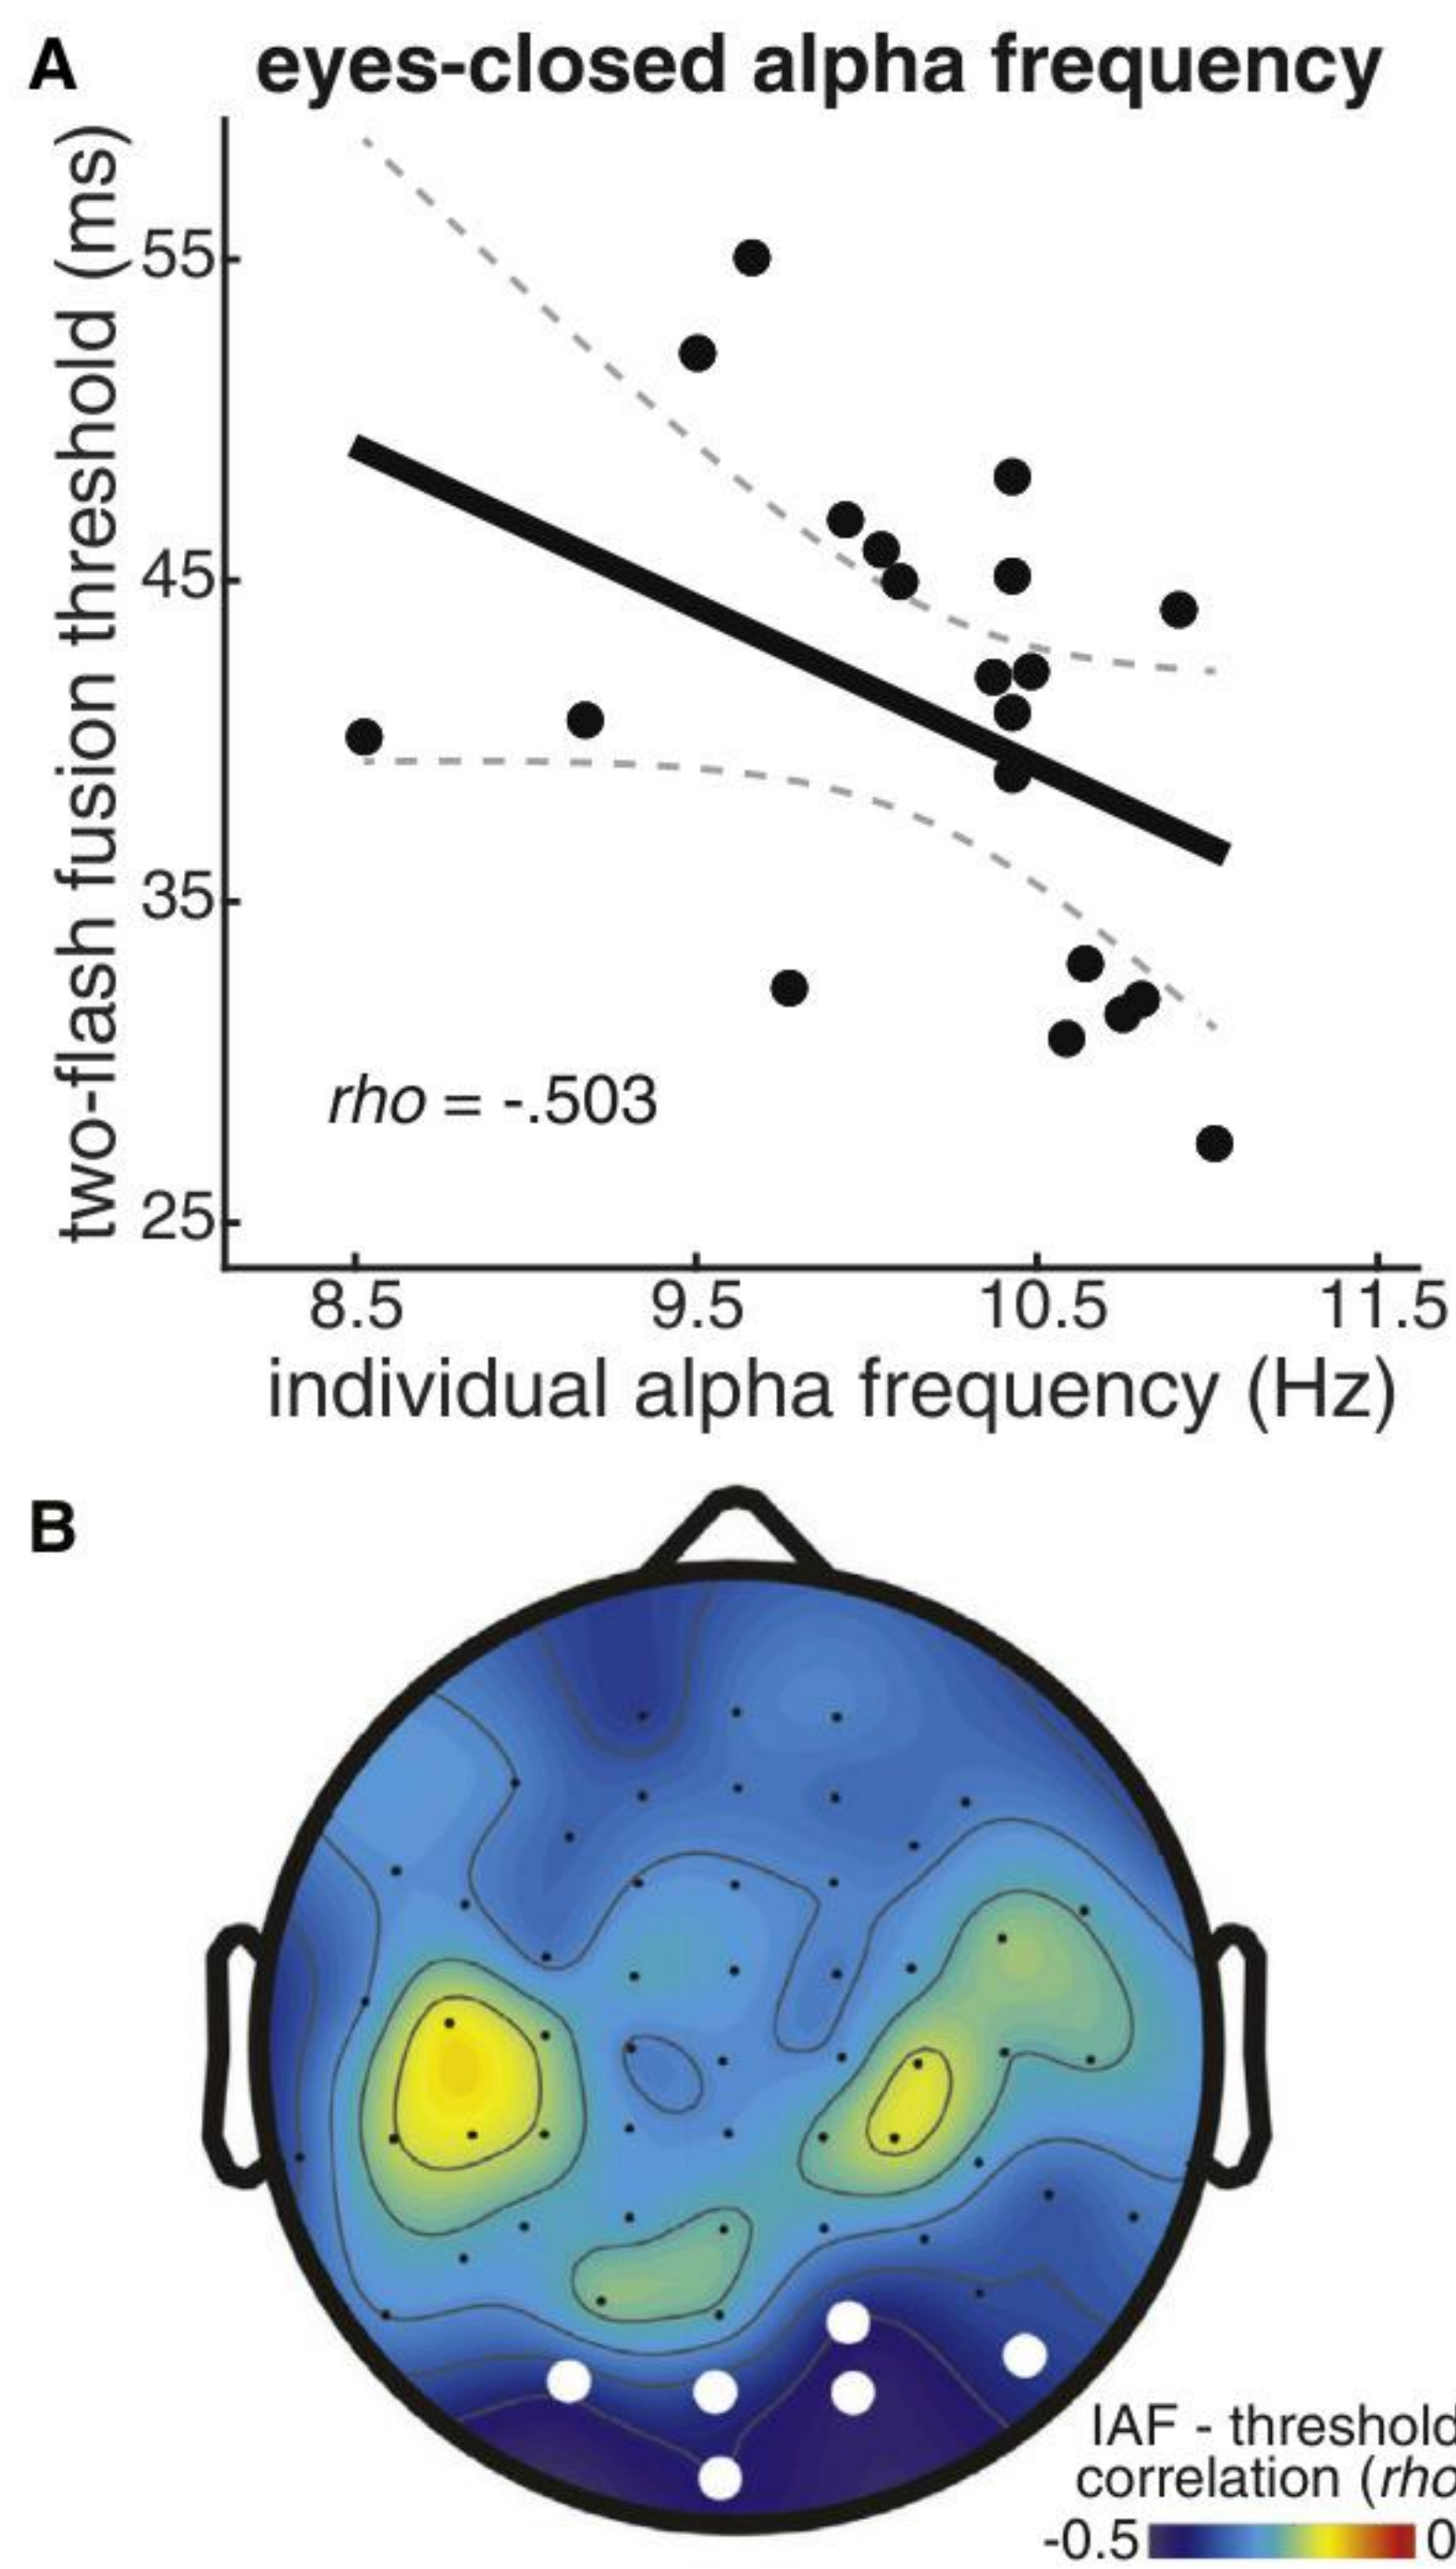 A
eyes-closed alpha frequency
two-flash fusion threshold (ms)
55
45
35
25
rho = -.503
8.5 9.5 10.5 11.5
individual alpha frequency (Hz)
B
IAF - threshold
correlation (rho
-0.5 0